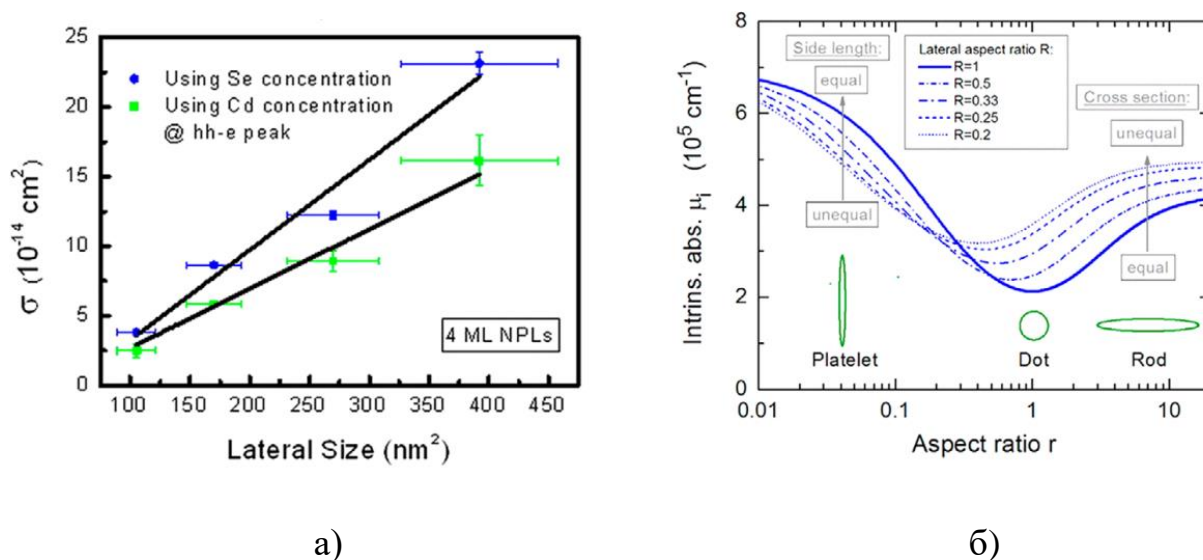 25
20
15
10
5
0
σ (10⁻¹⁴ cm²)
Using Se concentration
Using Cd concentration
@ hh-e peak
4 ML NPLs
100 150 200 250 300 350 400 450
Lateral Size (nm²)
а)
8
6
4
2
0
Intrins. abs. μᵢ (10⁵ cm⁻¹)
Side length:
equal
unequal
Lateral aspect ratio R:
R=1
R=0.5
R=0.33
R=0.25
R=0.2
Cross section:
unequal
equal
Platelet
Dot
Rod
0.01 0.1 1 10
Aspect ratio r
б)